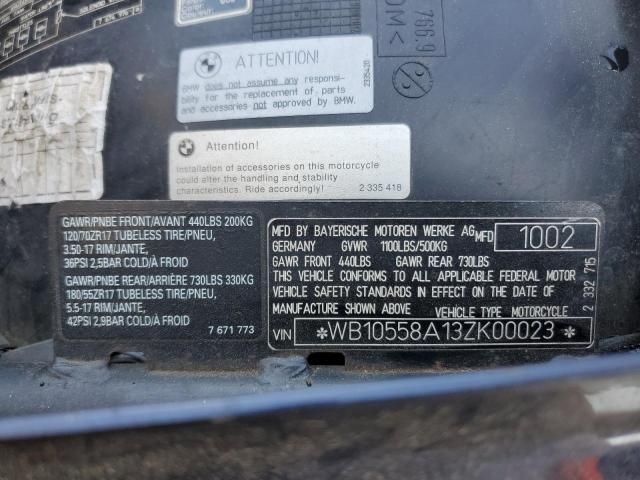 ATTENTION!
BMW does not assume any responsi-
bility for the replacement of parts
and accessories not approved by BMW.
2335420
Attention!
Installation of accessories on this motorcycle
could alter the handling and stability
characteristics. Ride accordingly!
2 335 418
GAWR/PNBE FRONT/AVANT 440LBS 200KG
120/70ZR17 TUBELESS TIRE/PNEU,
3.50-17 RIM/JANTE,
36PSI 2,5BAR COLD/À FROID
GAWR/PNBE REAR/ARRIÈRE 730LBS 330KG
180/55ZR17 TUBELESS TIRE/PNEU,
5.5-17 RIM/JANTE,
42PSI 2,9BAR COLD/À FROID
7 671 773
MFD BY BAYERISCHE MOTOREN WERKE AG
GERMANY GVWR 1100LBS/500KG
MFD 1002
GAWR FRONT 440LBS GAWR REAR 730LBS
THIS VEHICLE CONFORMS TO ALL APPLICABLE FEDERAL MOTOR
VEHICLE SAFETY STANDARDS IN EFFECT ON THE DATE OF
MANUFACTURE SHOWN ABOVE. VEHICLE TYPE MOTORCYCLE
VIN *WB10558A13ZK00023*
2 332 715